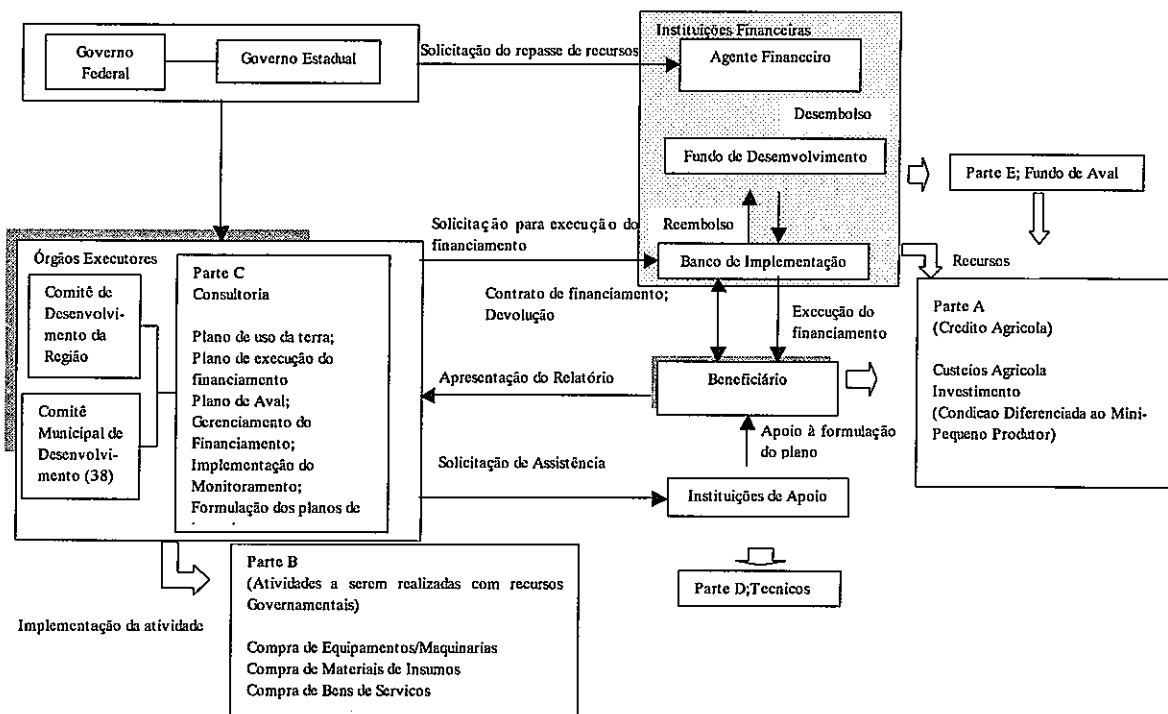 Governo
Federal
Governo Estadual
Solicitação do repasse de recursos
Instituições Financeiras
Agente Financeiro
Desembolso
Fundo de Desemvolvimento
Parte E; Fundo de Aval
Reembolso
Solicitação para execução do
financiamento
Banco de Implementação
Recursos
Órgãos Executores
Comitê de
Desenvolvi-
mento da
Região
Comitê
Municipal de
Desenvolvi-
mento (38)
Parte C
Consultoria
Plano de uso da terra;
Plano de execução do
financiamento
Plano de Aval;
Gerenciamento do
Financiamento;
Implementação do
Monitoramento;
Formulação dos planos de
Contrato de financiamento;
Devolução
Execução do
financiamento
Parte A
(Credito Agricola)
Custeios Agricola
Investimento
(Condicao Diferenciada ao Mini-
Pequeno Produtor)
Apresentação do Relatório
Beneficiário
Apoio à formulação
do plano
Solicitação de Assistência
Instituições de Apoio
Parte D;Tecnicos
Implementação da atividade
Parte B
(Atividades a serem realizadas com recursos
Governamentais)
Compra de Equipamentos/Maquinarias
Compra de Materiais de Insumos
Compra de Bens de Servicos